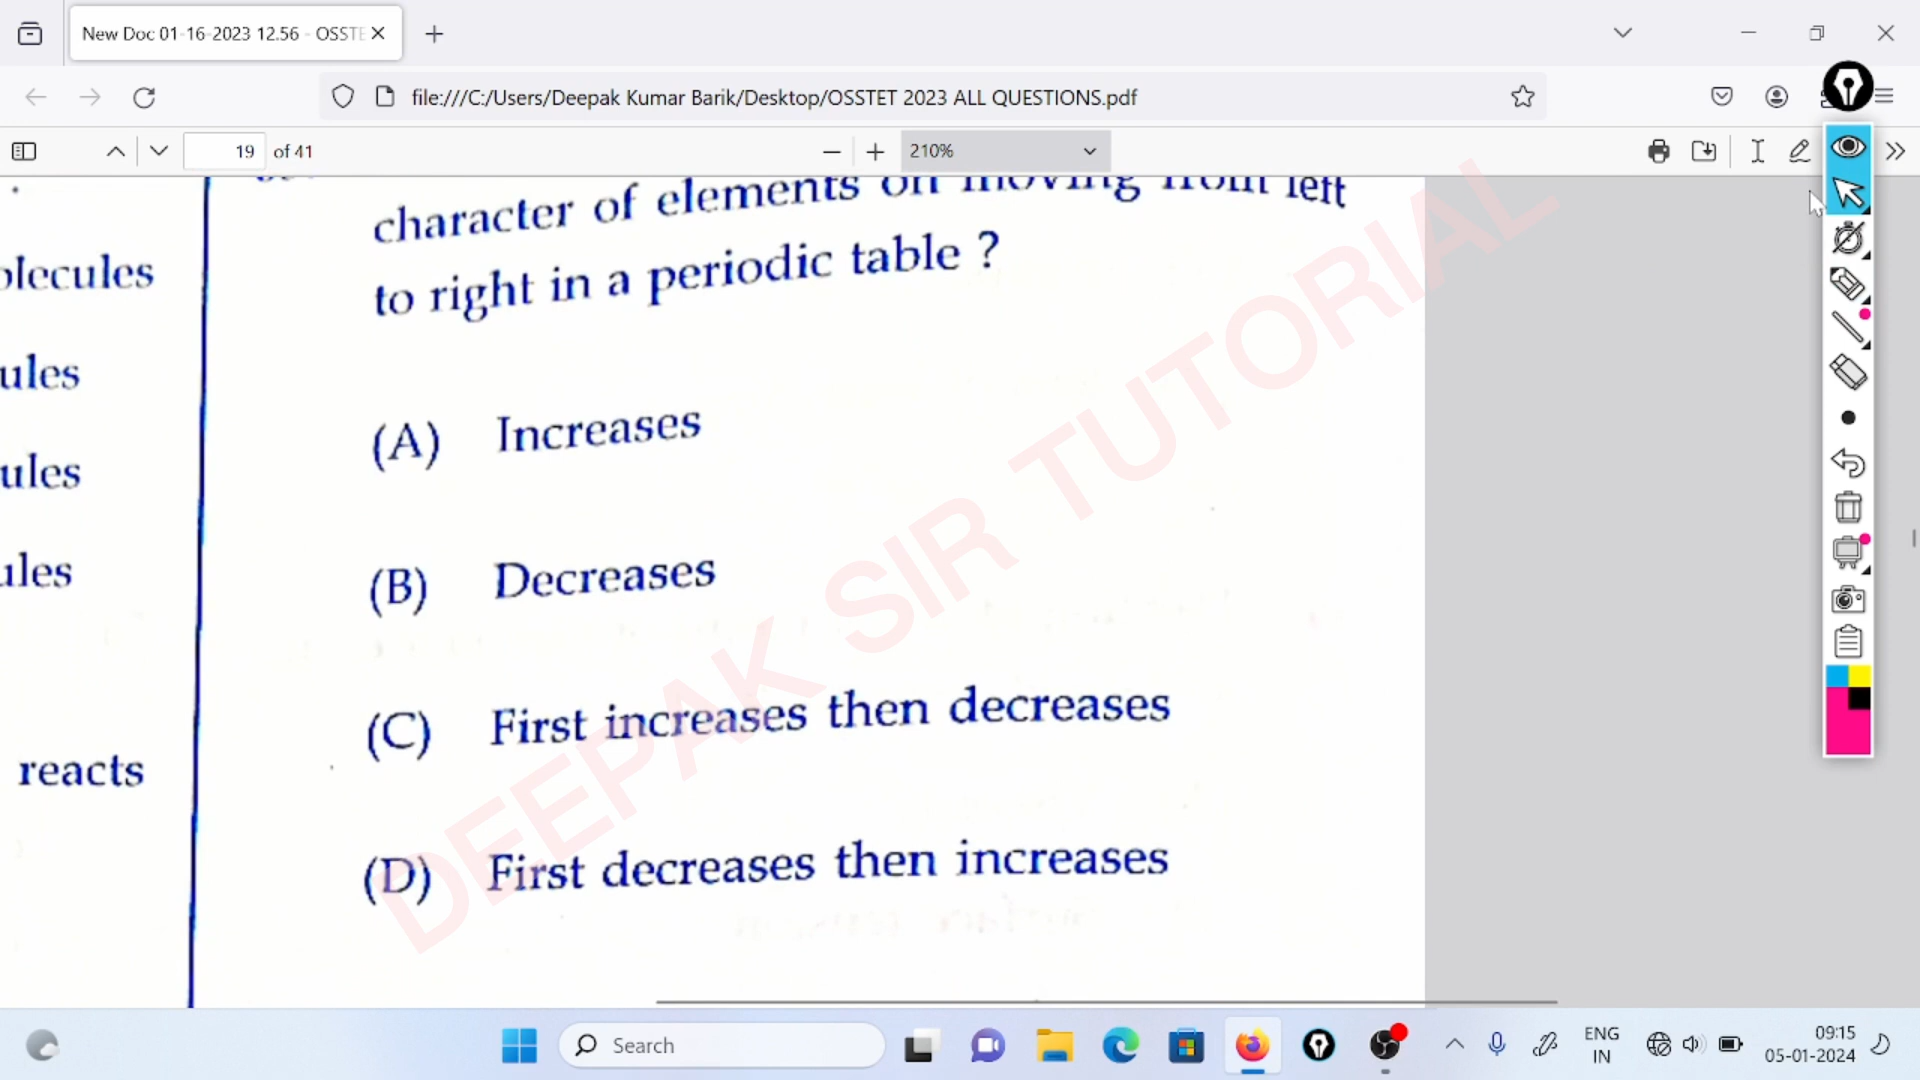 New Doc 01-16-2023 12.56 - OSSTE
file:///C:/Users/Deepak Kumar Barik/Desktop/OSSTET 2023 ALL QUESTIONS.pdf
19 of 41
210%
character of elements on moving from left
to right in a periodic table ?
(A) Increases
(B) Decreases
(C) First increases then decreases
(D) First decreases then increases
ules
ules
reacts
DEEPAK SIR TUTORIAL
Search
ENG
IN
09:15
05-01-2024